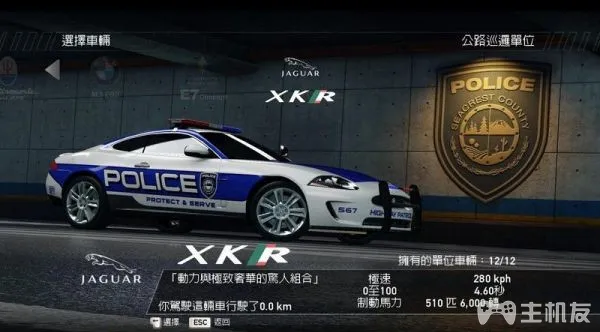 選擇車輛
公路巡邏單位
JAGUAR
XKR
E7
POLICE
SEACREST COUNTY
POLICE
PROTECT & SERVE
567
HIGHWAY PATROL
JAGUAR
XKR
擁有的單位車輛：12/12
「動力與極致奢華的驚人組合」
極速 280 kph
0至100 4.60秒
制動馬力 510 匹 6,000 轉
你駕駛這輛車行駛了0.0 km
選擇 ESC 返回
主机友